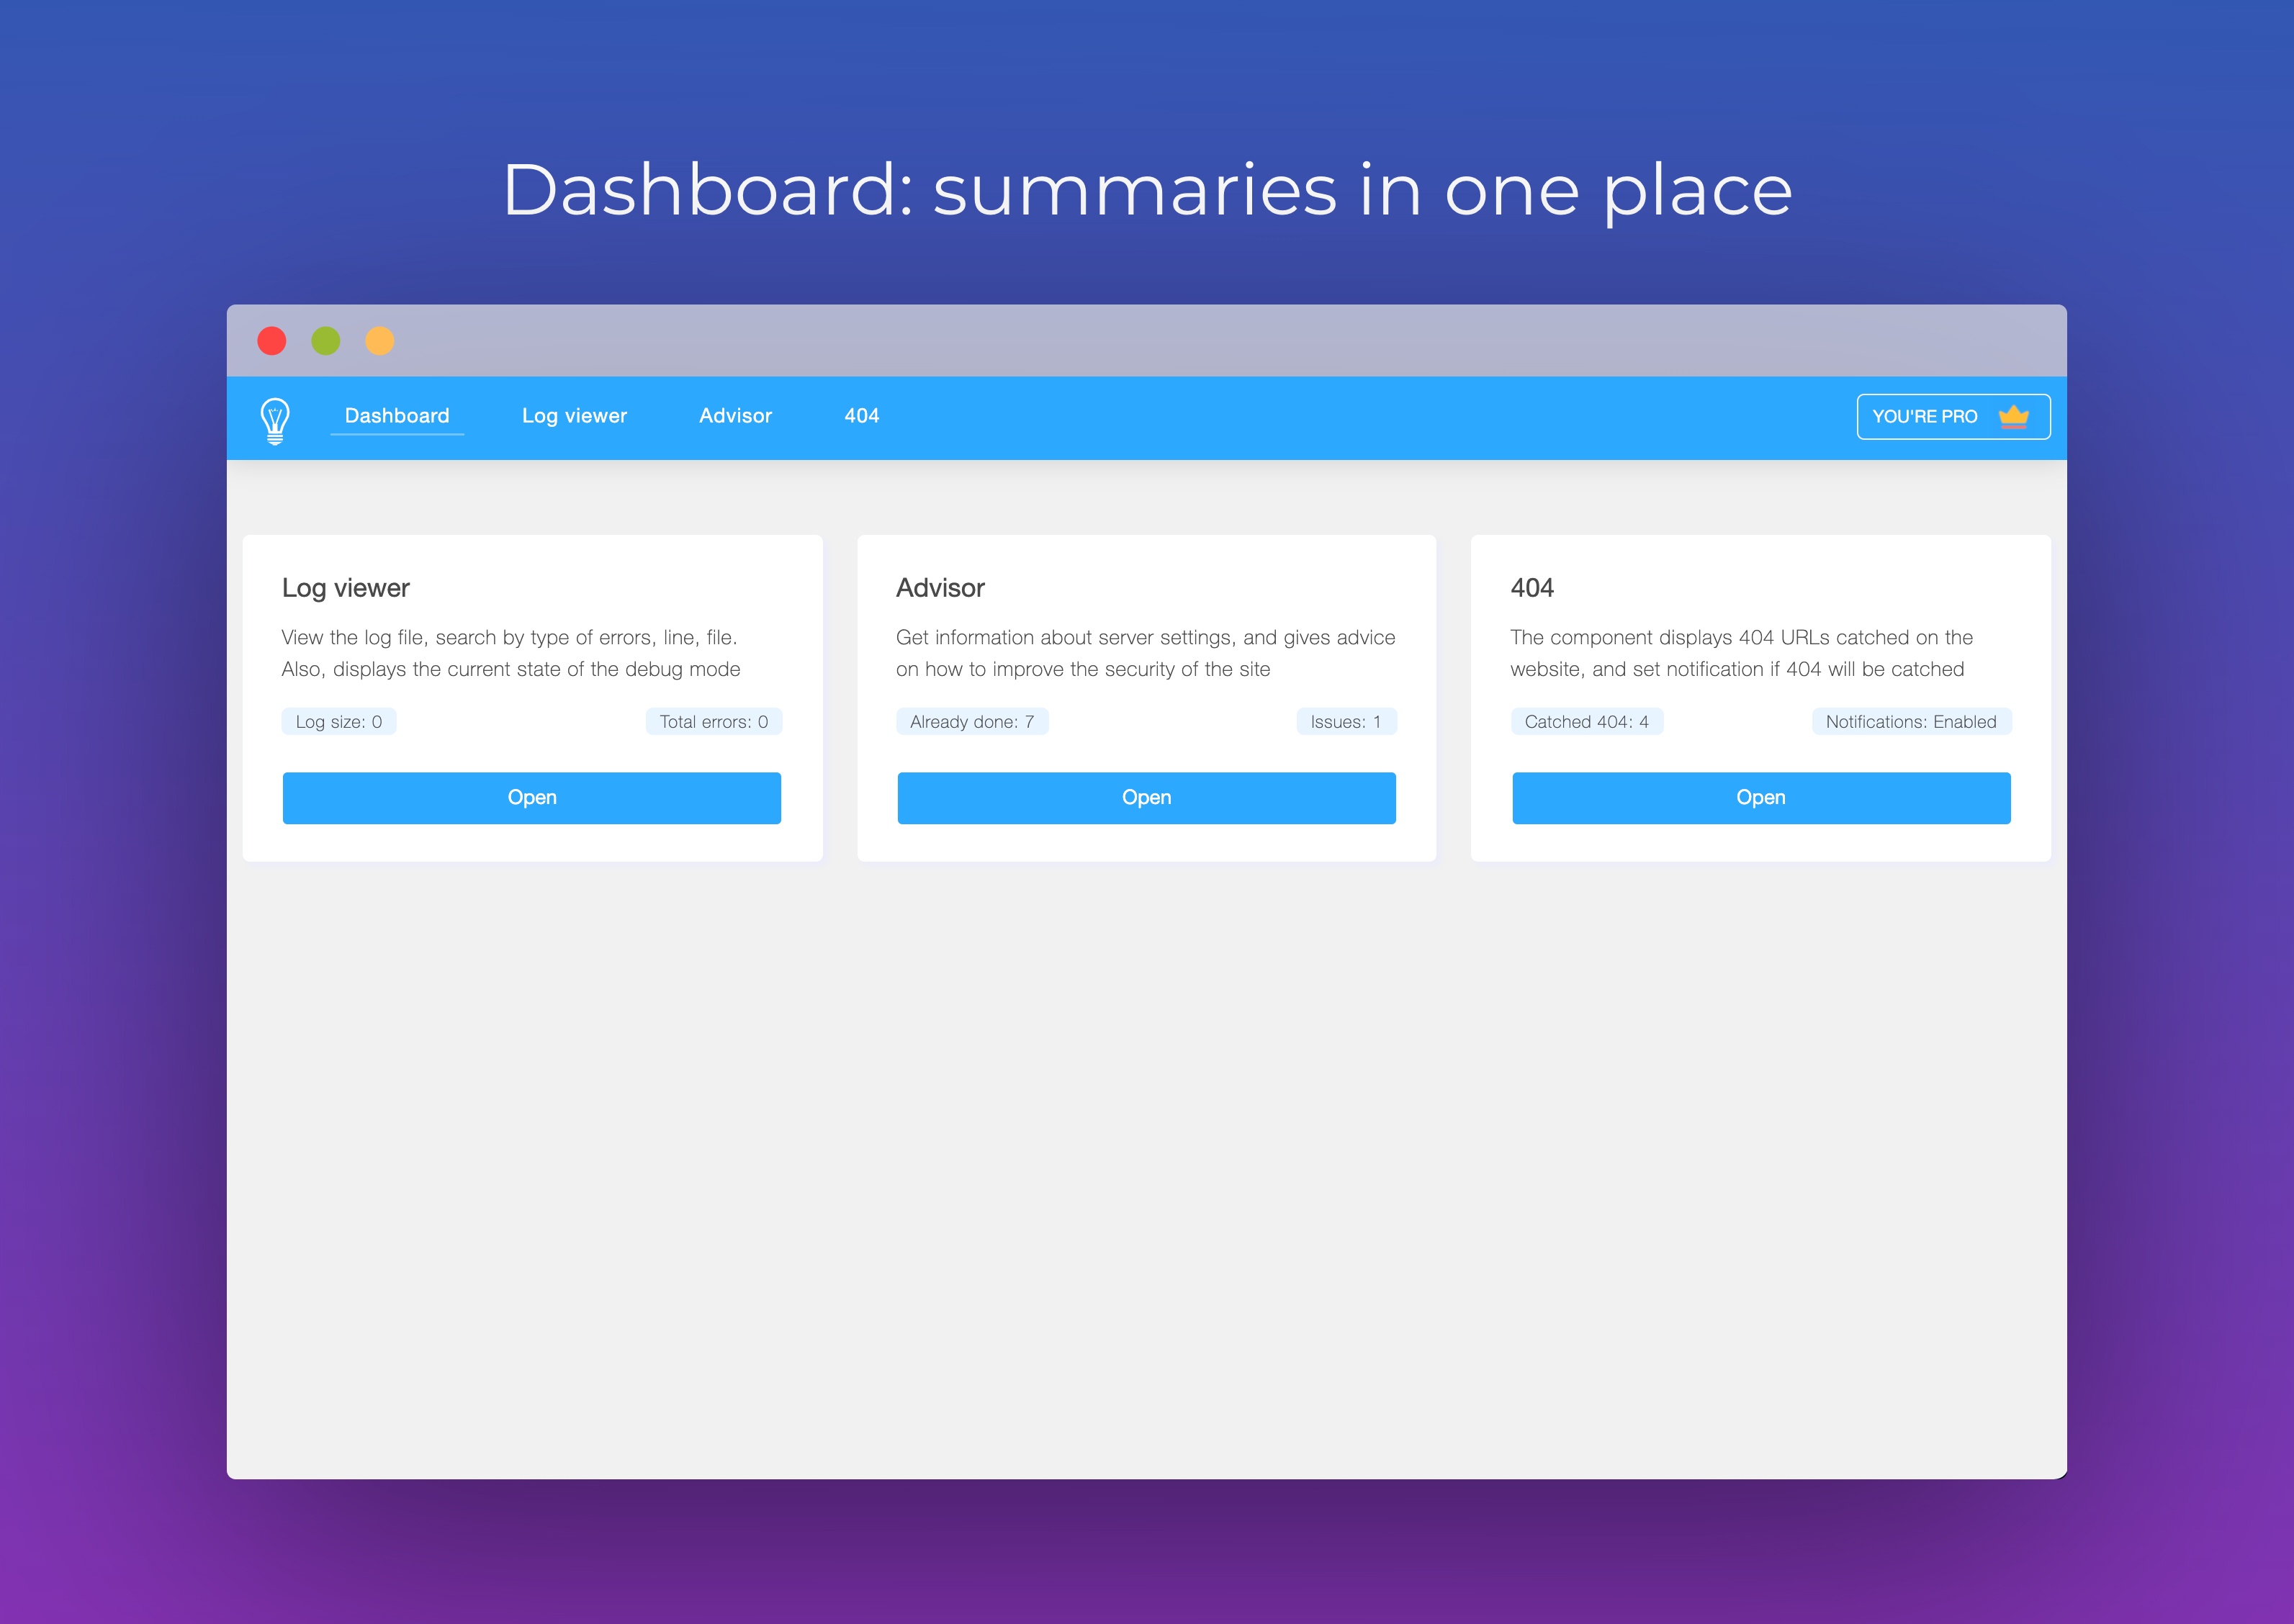 Dashboard: summaries in one place
Dashboard
Log viewer
Advisor
404
YOU'RE PRO
Log viewer
View the log file, search by type of errors, line, file.
Also, displays the current state of the debug mode
Log size: 0
Total errors: 0
Open
Advisor
Get information about server settings, and gives advice
on how to improve the security of the site
Already done: 7
Issues: 1
Open
404
The component displays 404 URLs catched on the
website, and set notification if 404 will be catched
Catched 404: 4
Notifications: Enabled
Open